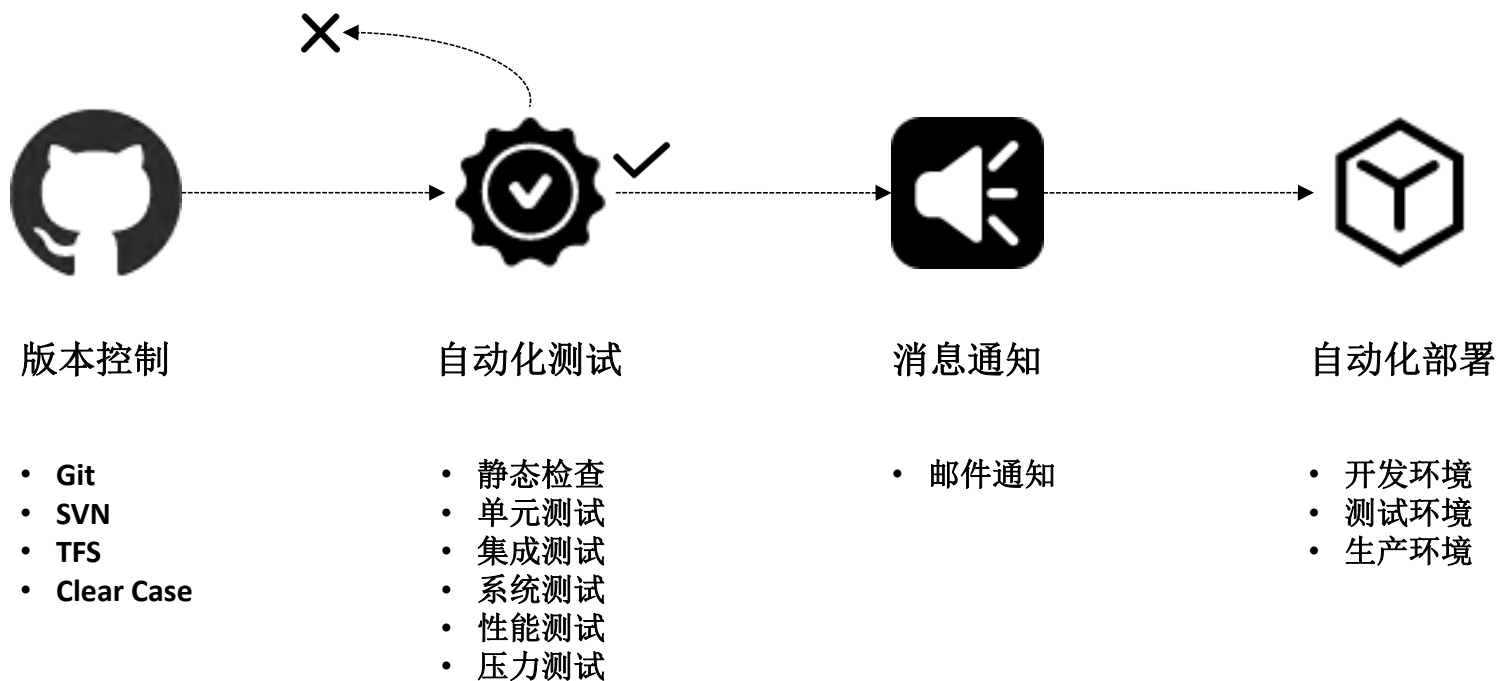 版本控制
自动化测试
消息通知
自动化部署
• Git
• SVN
• TFS
• Clear Case
• 静态检查
• 单元测试
• 集成测试
• 系统测试
• 性能测试
• 压力测试
• 邮件通知
• 开发环境
• 测试环境
• 生产环境